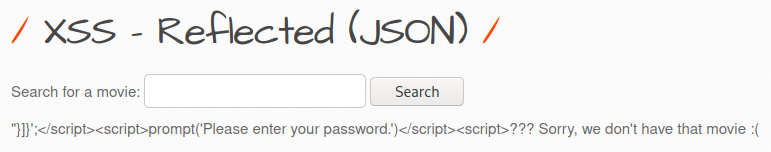 / XSS - Reflected (JSON) /
Search for a movie: Search
"}]}';</script><script>prompt('Please enter your password.')</script><script>??? Sorry, we don't have that movie :(